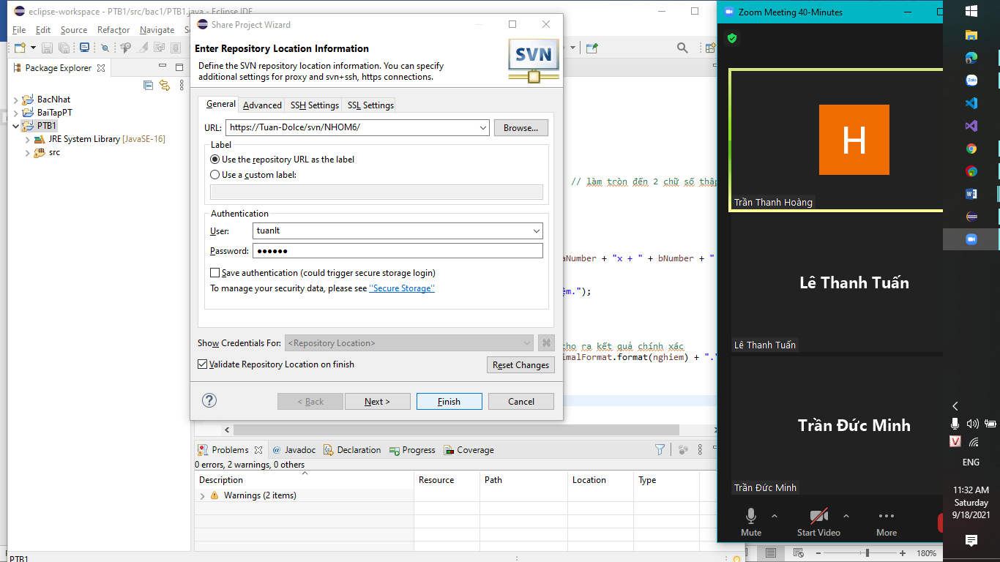 eclipse-workspace - PTB1/src/bac1/PTB1.java - Eclipse IDE
File Edit Source Refactor Navigate
Package Explorer
BacNhat
BaiTapPT
PTB1
JRE System Library [JavaSE-16]
src
Share Project Wizard
Enter Repository Location Information
Define the SVN repository location information. You can specify
additional settings for proxy and svn+ssh, https connections.
SVN
General Advanced SSH Settings SSL Settings
URL: https://Tuan-Dolce/svn/NHOM6/ Browse...
Label
Use the repository URL as the label
Use a custom label:
Authentication
User: tuanlt
Password: ●●●●●●
Save authentication (could trigger secure storage login)
To manage your security data, please see "Secure Storage"
Show Credentials For: <Repository Location>
Validate Repository Location on finish Reset Changes
< Back Next > Finish Cancel
// làm tròn đến 2 chữ số thập
aNumber + "x + " + bNumber + "
ệm.");
cho ra kết quả chính xác
imalFormat.format(nghiem) + "."
Problems Javadoc Declaration Progress Coverage
0 errors, 2 warnings, 0 others
Description Resource Path Location Type
Warnings (2 items)
PTB1
Zoom Meeting 40-Minutes
H
Trần Thanh Hoàng
Lê Thanh Tuấn
Lê Thanh Tuấn
Trần Đức Minh
Trần Đức Minh
Mute Start Video More
180%
ENG
11:32 AM
Saturday
9/18/2021